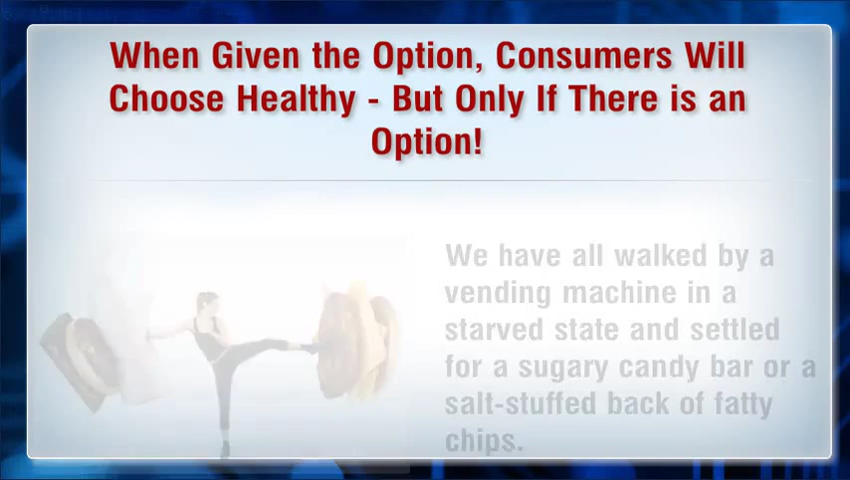 When Given the Option, Consumers Will
Choose Healthy - But Only If There is an
Option!
We have all walked by a
vending machine in a
starved state and settled
for a sugary candy bar or a
salt-stuffed back of fatty
chips.